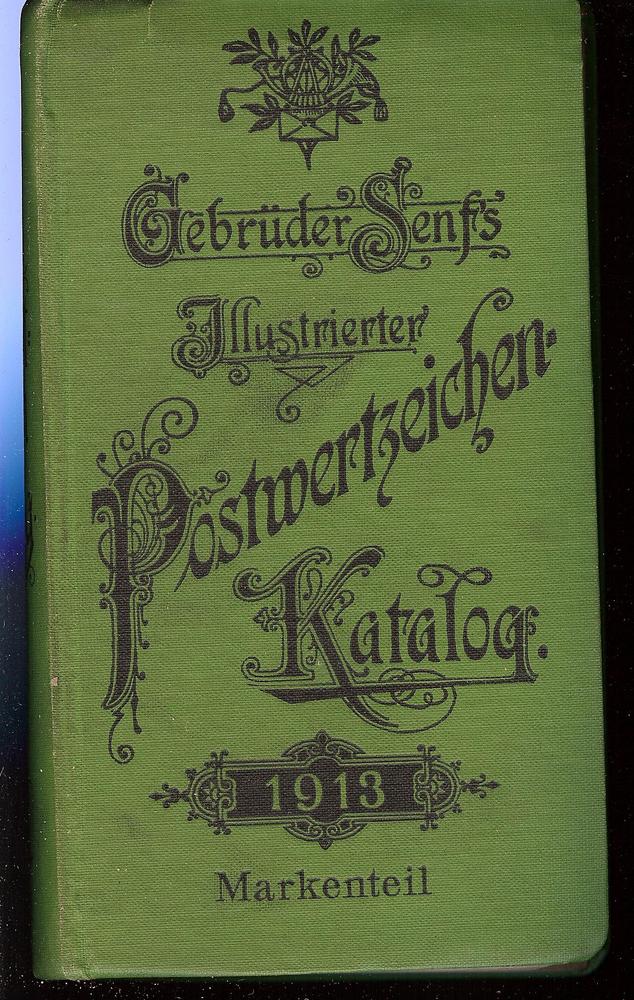 Gebrüder Senf's
Illustrierter
Postwertzeichen-
Katalog.
1913
Markenteil